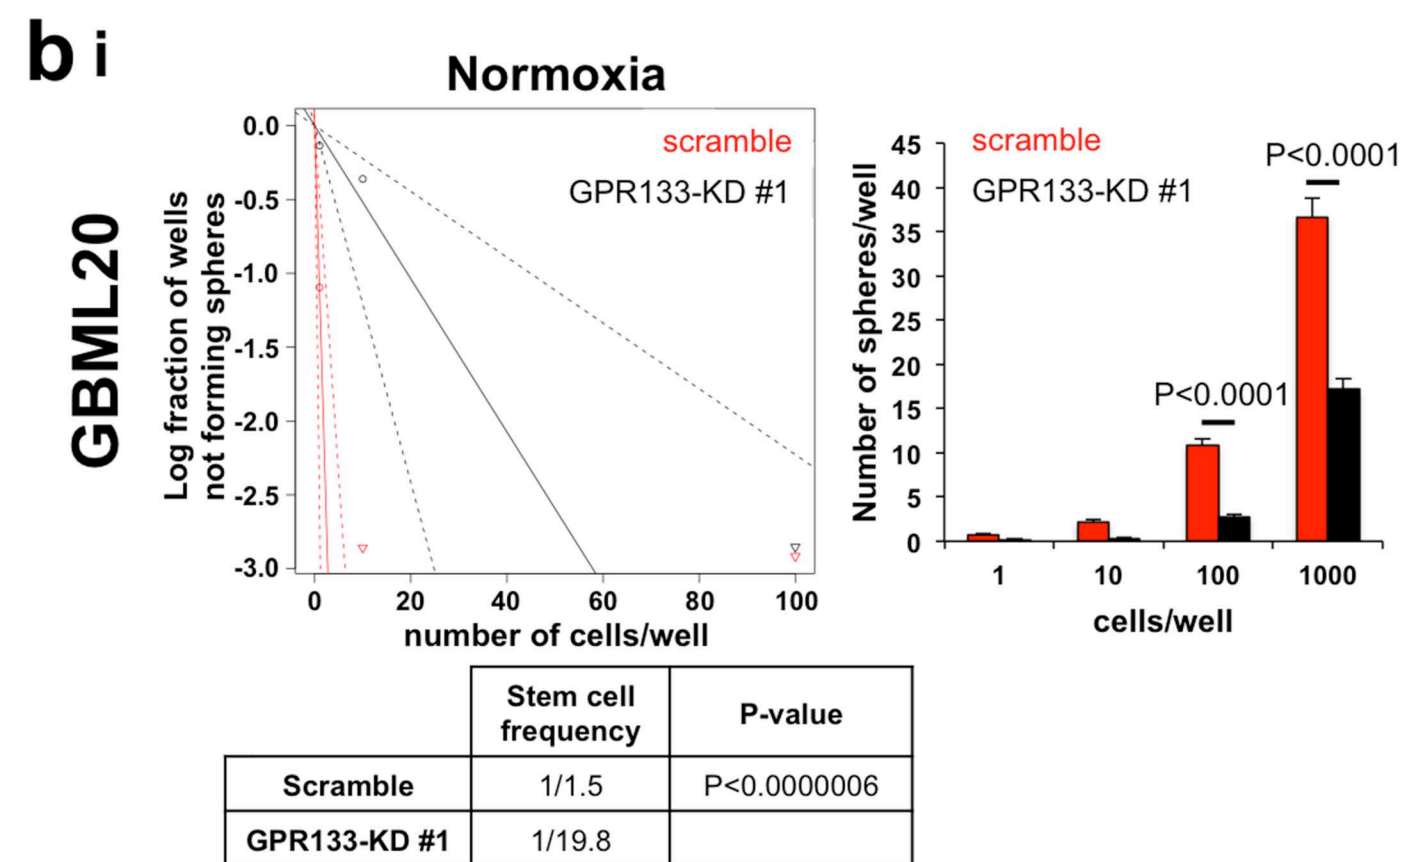 b i
GBML20
Normoxia
Log fraction of wells
not forming spheres
0.0
-0.5
-1.0
-1.5
-2.0
-2.5
-3.0
scramble
GPR133-KD #1
0 20 40 60 80 100
number of cells/well
Number of spheres/well
45
40
35
30
25
20
15
10
5
0
scramble
GPR133-KD #1
P<0.0001
P<0.0001
1 10 100 1000
cells/well
Stem cell
frequency
P-value
Scramble 1/1.5 P<0.0000006
GPR133-KD #1 1/19.8